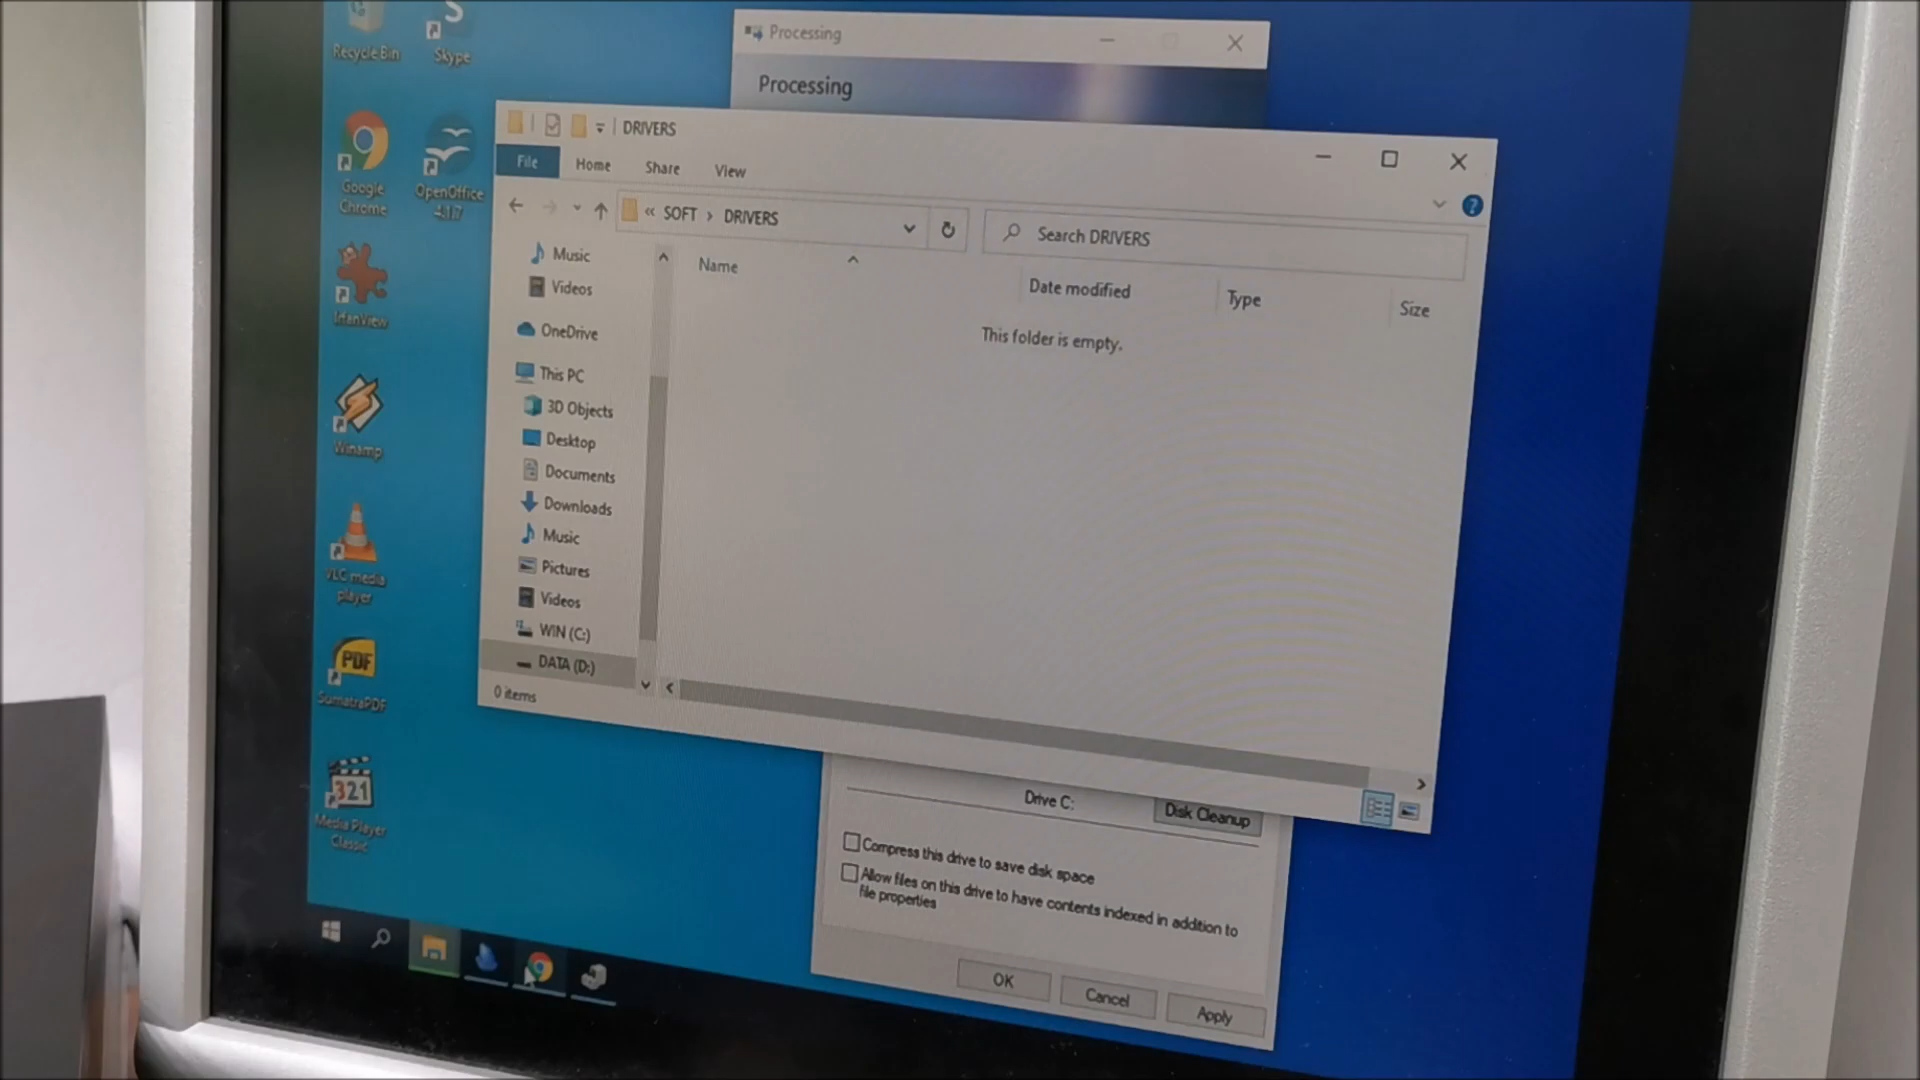 Recycle Bin
Skype
Google
Chrome
OpenOffice
4.1.7
IrfanView
Winamp
VLC media
player
PDF
SumatraPDF
321
Media Player
Classic
Processing
Processing
DRIVERS
File
Home
Share
View
« SOFT › DRIVERS
Search DRIVERS
Name
Date modified
Type
Size
This folder is empty.
Music
Videos
OneDrive
This PC
3D Objects
Desktop
Documents
Downloads
Music
Pictures
Videos
WIN (C:)
DATA (D:)
0 items
Drive C:
Disk Cleanup
Compress this drive to save disk space
Allow files on this drive to have contents indexed in addition to
file properties
OK
Cancel
Apply